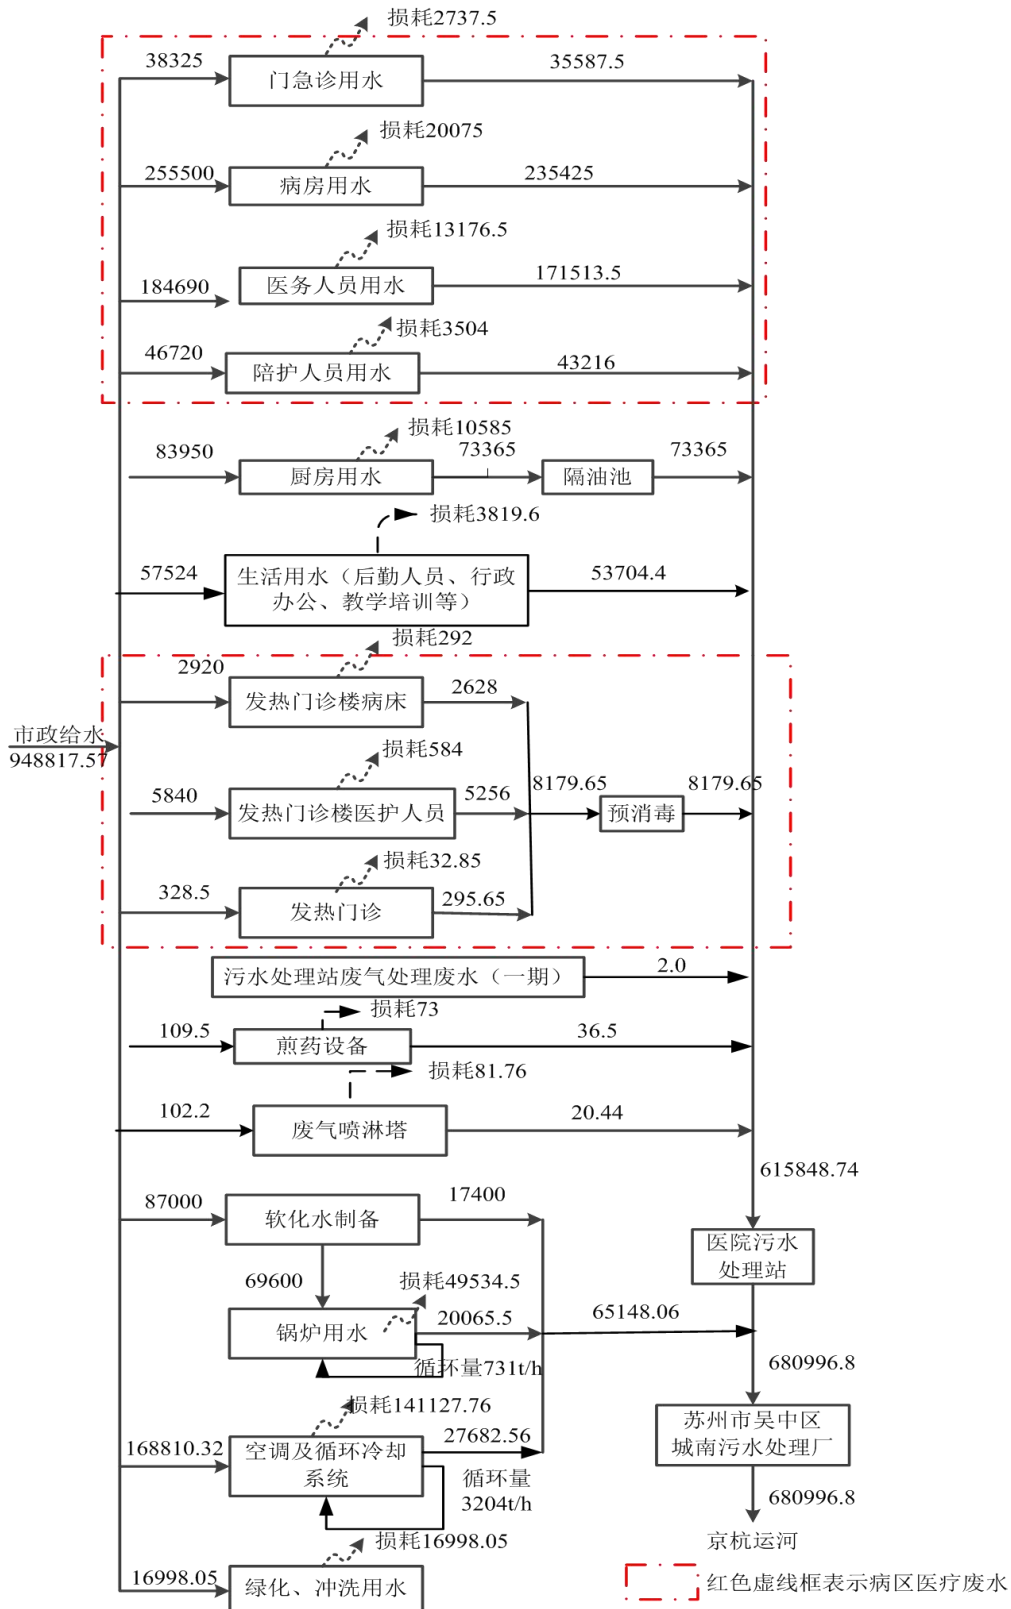 损耗2737.5
38325
门急诊用水
35587.5
损耗20075
255500
病房用水
235425
损耗13176.5
184690
医务人员用水
171513.5
损耗3504
46720
陪护人员用水
43216
损耗10585
83950
厨房用水
73365
隔油池
73365
损耗3819.6
57524
生活用水（后勤人员、行政
办公、教学培训等）
53704.4
损耗292
2920
发热门诊楼病床
2628
市政给水
948817.57
损耗584
5840
发热门诊楼医护人员
5256
8179.65
预消毒
8179.65
损耗32.85
328.5
发热门诊
295.65
污水处理站废气处理废水（一期）
2.0
损耗73
109.5
煎药设备
36.5
损耗81.76
102.2
废气喷淋塔
20.44
615848.74
87000
软化水制备
17400
医院污水
处理站
69600
损耗49534.5
锅炉用水
20065.5
65148.06
循环量731t/h
680996.8
损耗141127.76
168810.32
空调及循环冷却
系统
27682.56
循环量
3204t/h
苏州市吴中区
城南污水处理厂
680996.8
京杭运河
损耗16998.05
16998.05
绿化、冲洗用水
红色虚线框表示病区医疗废水